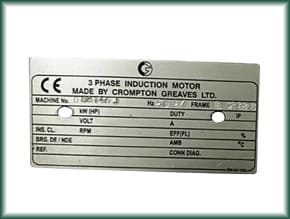 CE
3 PHASE INDUCTION MOTOR
MADE BY CROMPTON GREAVES LTD.
MACHINE No. Hz FRAME
kW (HP) DUTY IP
VOLT A
INS. CL. RPM EFF(FL) %
BRG. DE / NDE AMB °C
REF. CONN DIAG.